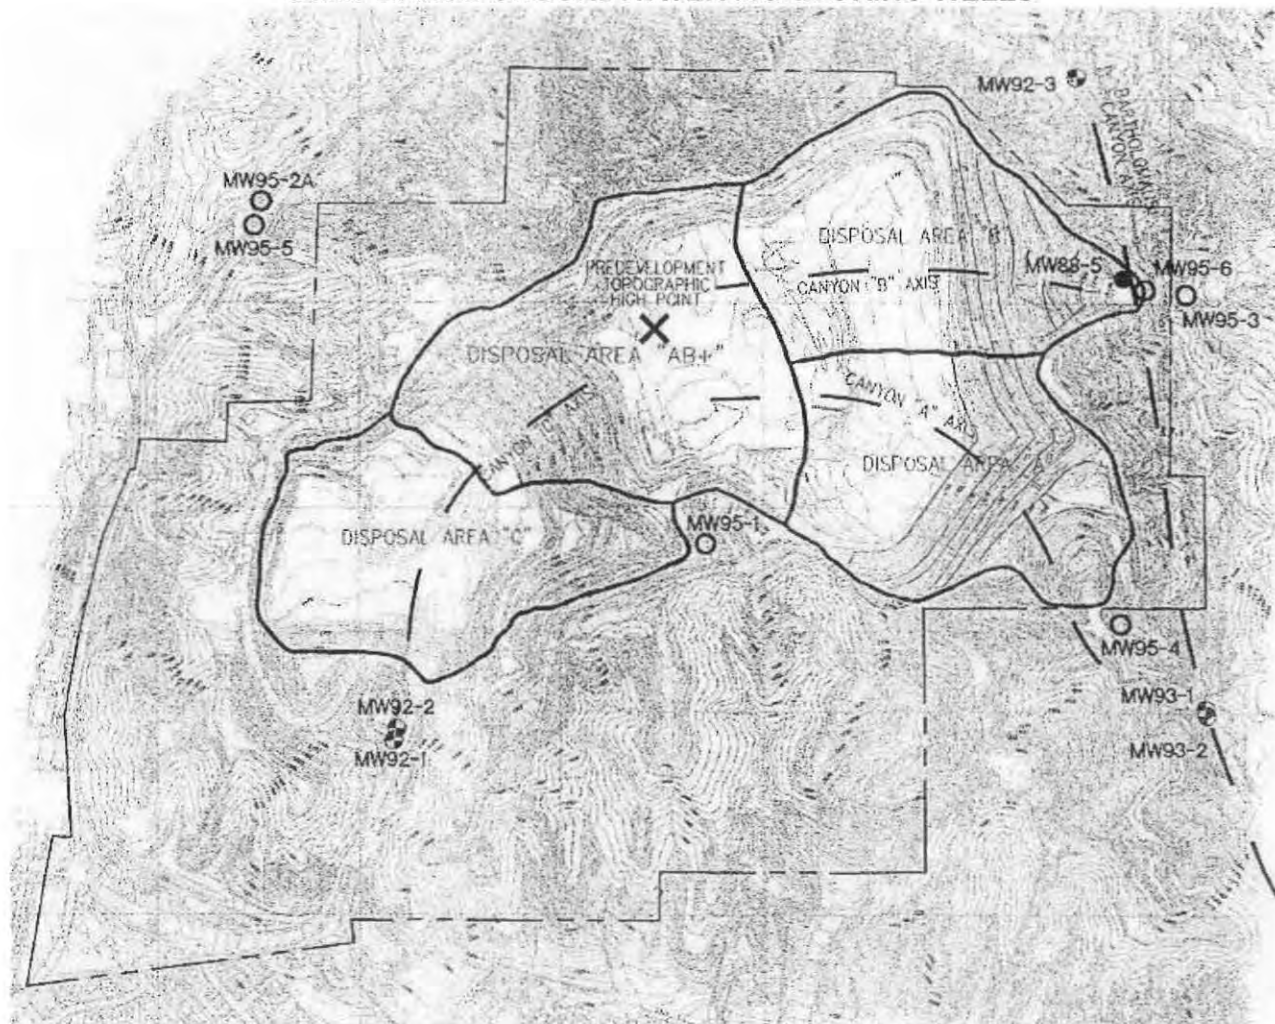 MW92-3
BARTHOLOMAUS
CANYON AXIS
MW95-2A
MW95-5
DISPOSAL AREA "B"
PREDEVELOPMENT
TOPOGRAPHIC
HIGH POINT
CANYON "B" AXIS
MW88-5
MW95-6
MW95-3
DISPOSAL AREA "AB+"
CANYON "A" AXIS
CANYON "C" AXIS
DISPOSAL AREA "A"
DISPOSAL AREA "C"
MW95-1
MW95-4
MW92-2
MW92-1
MW93-1
MW93-2